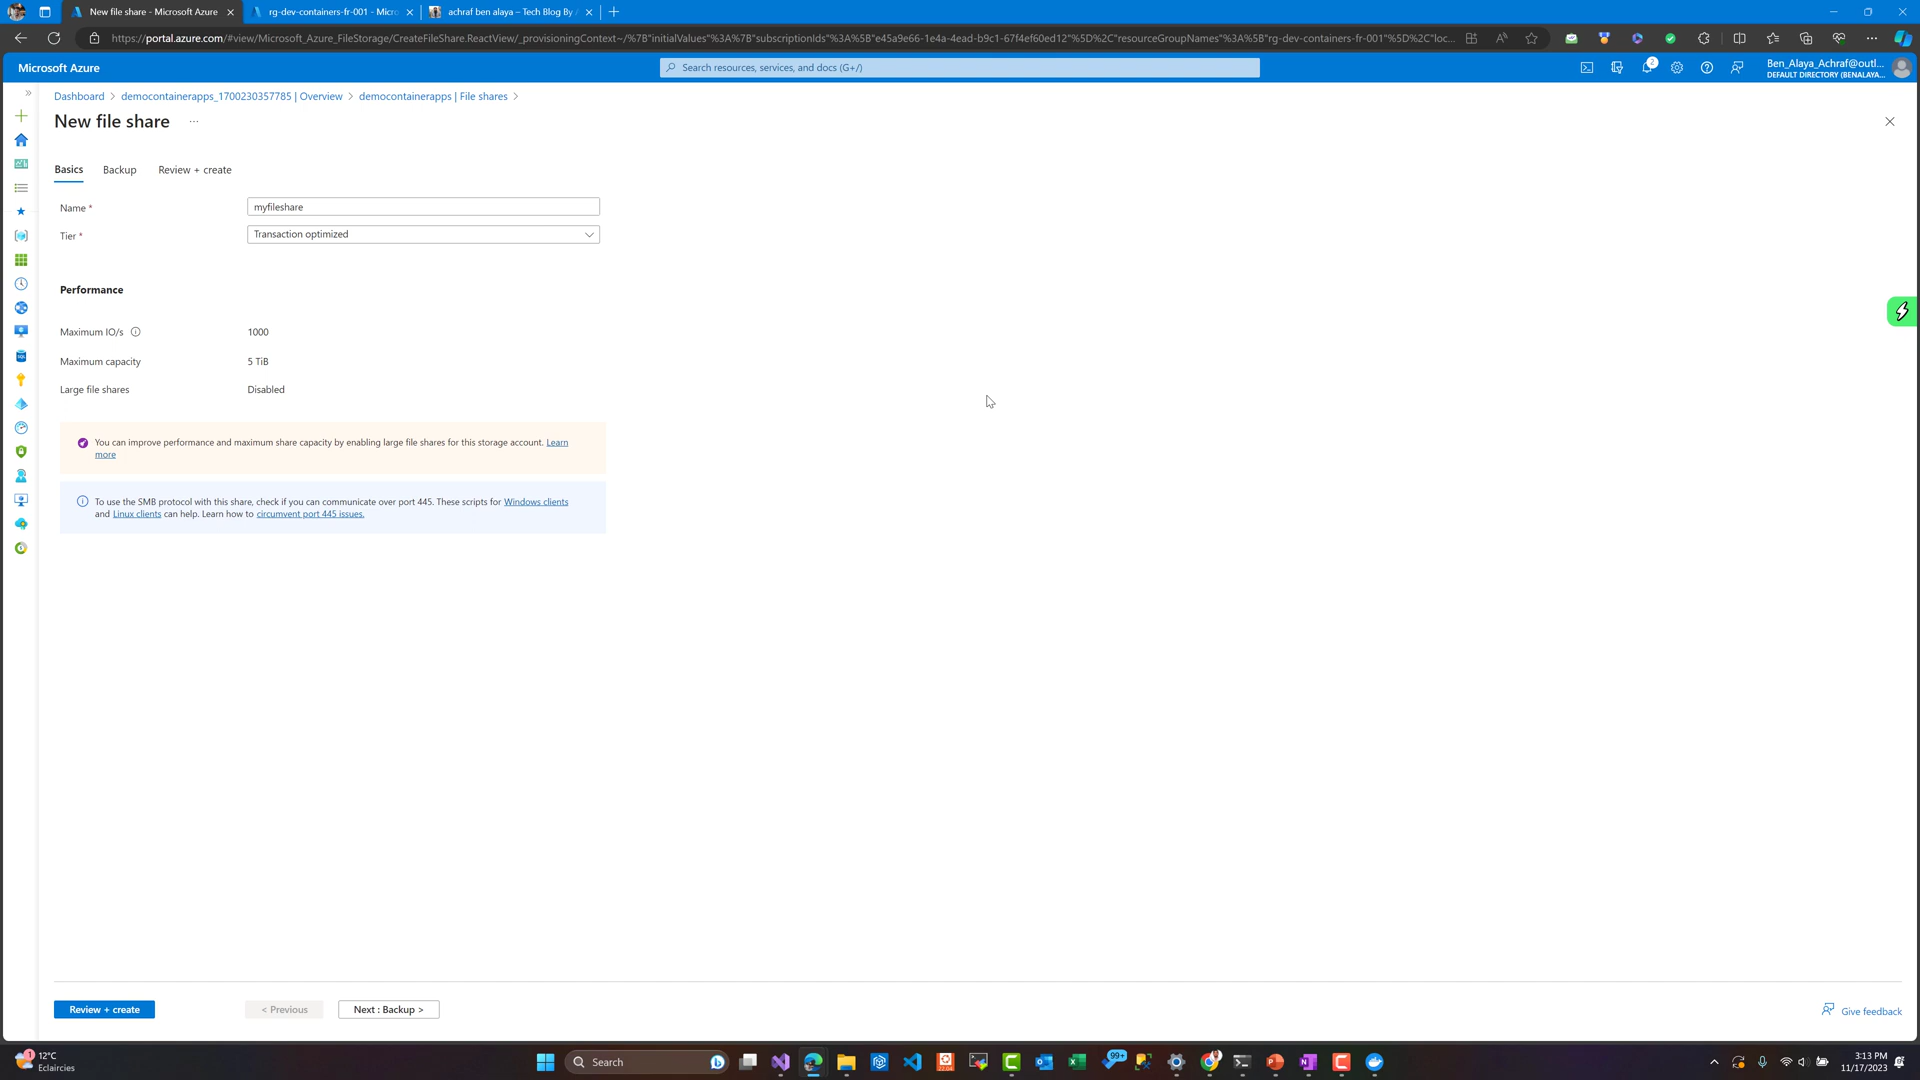 New file share - Microsoft Azure
rg-dev-containers-fr-001 - Micro
achraf ben alaya – Tech Blog By
https://portal.azure.com/#view/Microsoft_Azure_FileStorage/CreateFileShare.ReactView/_provisioningContext~/%7B"initialValues"%3A%7B"subscriptionIds"%3A%5B"e45a9e66-1e4a-4ead-b9c1-67f4ef60ed12"%5D%2C"resourceGroupNames"%3A%5B"rg-dev-containers-fr-001"%5D%2C"loc...
Microsoft Azure
Search resources, services, and docs (G+/)
2
Ben_Alaya_Achraf@outl...
DEFAULT DIRECTORY (BENALAYA...
Dashboard > democontainerapps_1700230357785 | Overview > democontainerapps | File shares >
New file share ...
Basics Backup Review + create
Name *
myfileshare
Tier *
Transaction optimized
Performance
Maximum IO/s 1000
Maximum capacity 5 TiB
Large file shares Disabled
You can improve performance and maximum share capacity by enabling large file shares for this storage account. Learn
more
To use the SMB protocol with this share, check if you can communicate over port 445. These scripts for Windows clients
and Linux clients can help. Learn how to circumvent port 445 issues.
Review + create
< Previous
Next : Backup >
Give feedback
1
12°C
Eclaircies
Search
99+
3:13 PM
11/17/2023